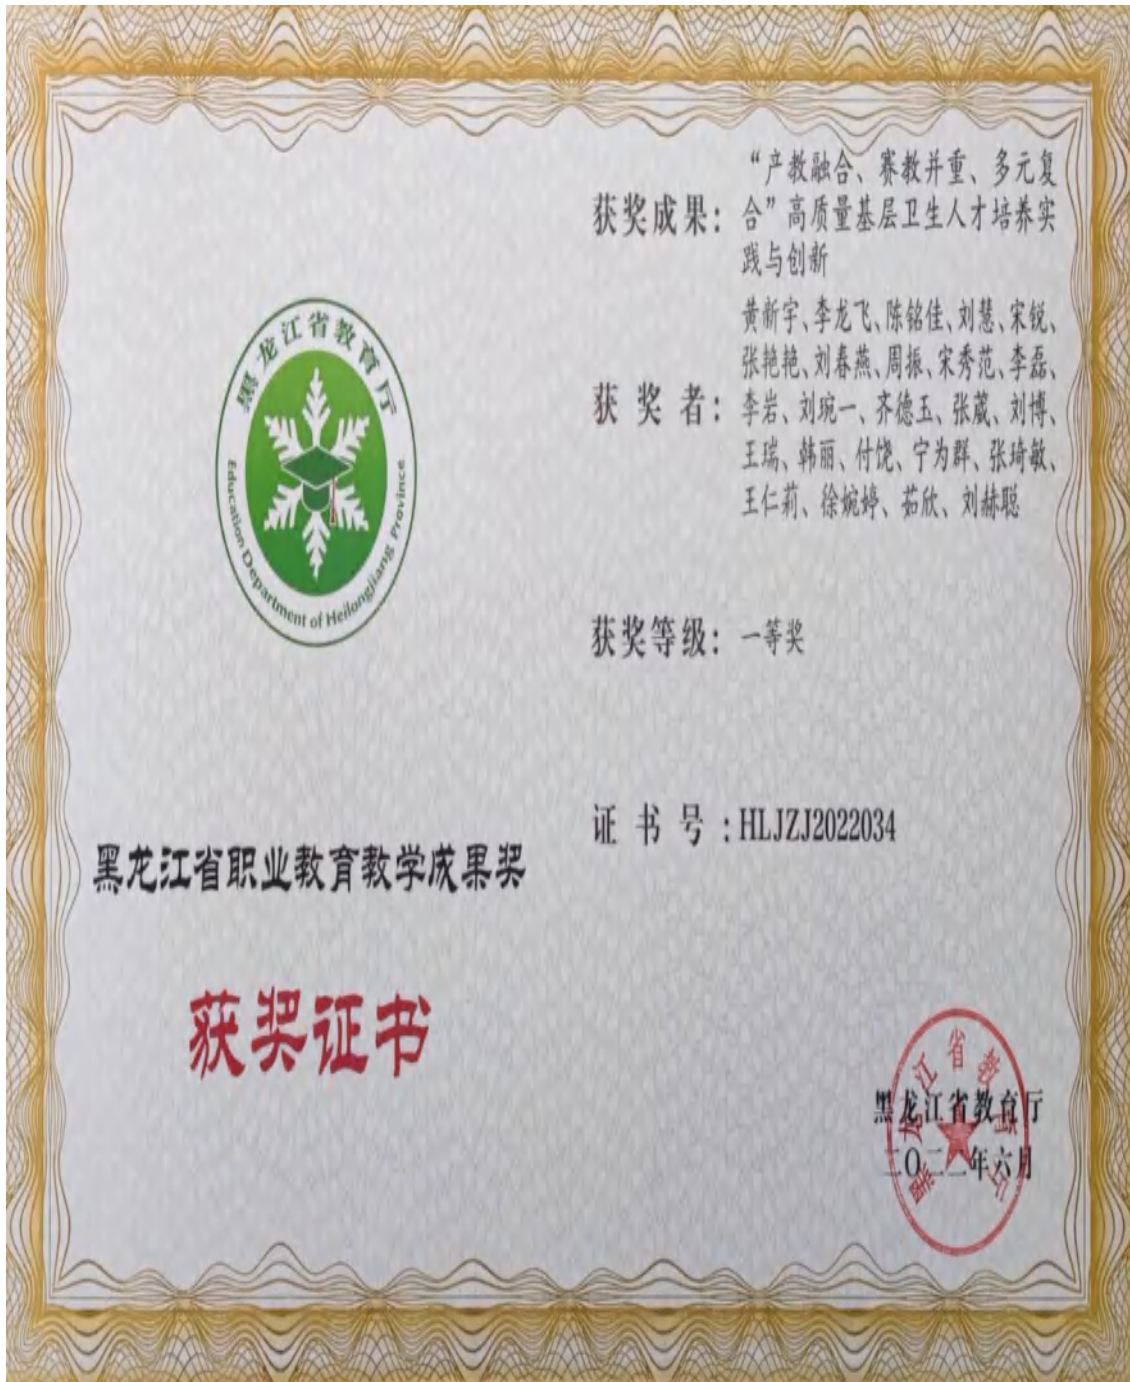 黑龙江省教育厅
Education Department of Heilongjiang Province
黑龙江省职业教育教学成果奖
获奖证书
获奖成果：“产教融合、赛教并重、多元复
合”高质量基层卫生人才培养实
践与创新
获奖者：黄新宇、李龙飞、陈铭佳、刘慧、宋锐、
张艳艳、刘春燕、周振、宋秀范、李磊、
李岩、刘琬一、齐德玉、张葳、刘博、
王瑞、韩丽、付饶、宁为群、张琦敏、
王仁莉、徐婉婷、茹欣、刘赫聪
获奖等级：一等奖
证书号：HLJZJ2022034
黑龙江省教育厅
二〇二二年六月
黑龙江省教育厅